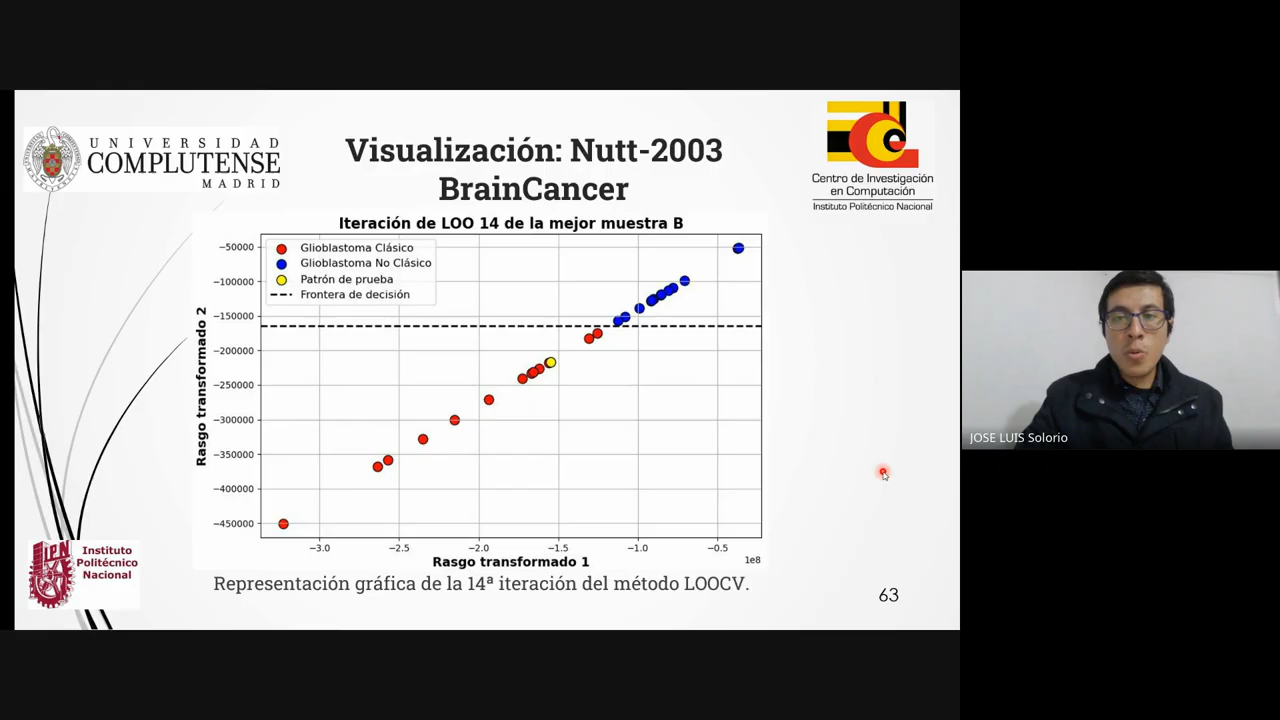 UNIVERSIDAD
COMPLUTENSE
MADRID
Visualización: Nutt-2003
BrainCancer
Centro de Investigación
en Computación
Instituto Politécnico Nacional
Iteración de LOO 14 de la mejor muestra B
Glioblastoma Clásico
Glioblastoma No Clásico
Patrón de prueba
Frontera de decisión
Rasgo transformado 2
−50000
−100000
−150000
−200000
−250000
−300000
−350000
−400000
−450000
−3.0 −2.5 −2.0 −1.5 −1.0 −0.5
1e8
Rasgo transformado 1
Representación gráfica de la 14ª iteración del método LOOCV.
IPN
Instituto
Politécnico
Nacional
63
JOSE LUIS Solorio